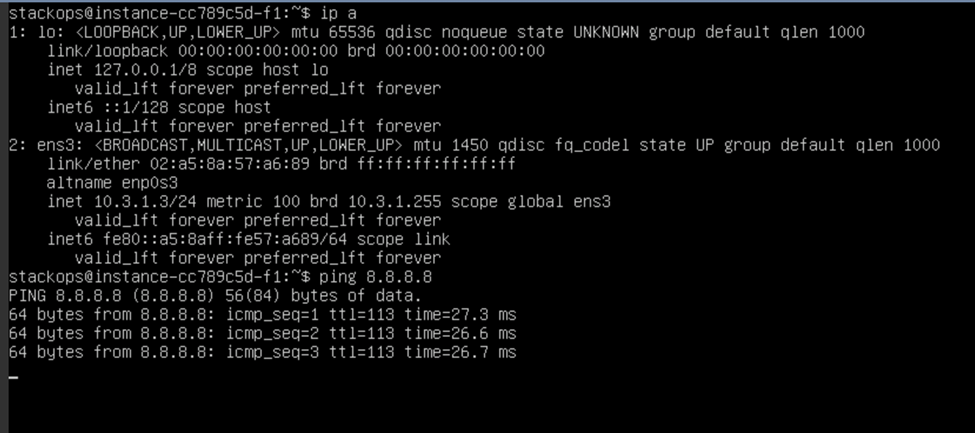 stackops@instance-cc789c5d-f1:~$ ip a
1: lo: <LOOPBACK,UP,LOWER_UP> mtu 65536 qdisc noqueue state UNKNOWN group default qlen 1000
    link/loopback 00:00:00:00:00:00 brd 00:00:00:00:00:00
    inet 127.0.0.1/8 scope host lo
       valid_lft forever preferred_lft forever
    inet6 ::1/128 scope host
       valid_lft forever preferred_lft forever
2: ens3: <BROADCAST,MULTICAST,UP,LOWER_UP> mtu 1450 qdisc fq_codel state UP group default qlen 1000
    link/ether 02:a5:8a:57:a6:89 brd ff:ff:ff:ff:ff:ff
    altname enp0s3
    inet 10.3.1.3/24 metric 100 brd 10.3.1.255 scope global ens3
       valid_lft forever preferred_lft forever
    inet6 fe80::a5:8aff:fe57:a689/64 scope link
       valid_lft forever preferred_lft forever
stackops@instance-cc789c5d-f1:~$ ping 8.8.8.8
PING 8.8.8.8 (8.8.8.8) 56(84) bytes of data.
64 bytes from 8.8.8.8: icmp_seq=1 ttl=113 time=27.3 ms
64 bytes from 8.8.8.8: icmp_seq=2 ttl=113 time=26.6 ms
64 bytes from 8.8.8.8: icmp_seq=3 ttl=113 time=26.7 ms